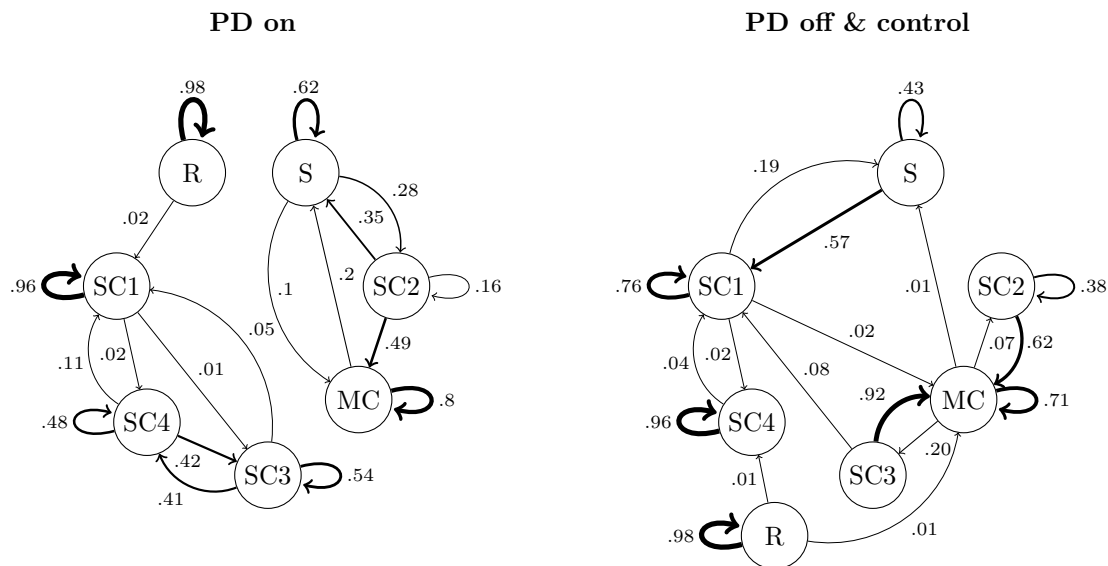 PD on
PD off & control
.98
.62
R
S
.28
.35
.02
.96
SC1
SC2
.16
.2
.1
.05
.49
.11
.02
.01
MC
.8
.48
SC4
.42
SC3
.54
.41
.43
.19
S
.57
.76
SC1
.01
SC2
.38
.02
.04
.02
.07
.62
.08
.92
MC
.71
.96
SC4
.20
SC3
.01
.98
R
.01